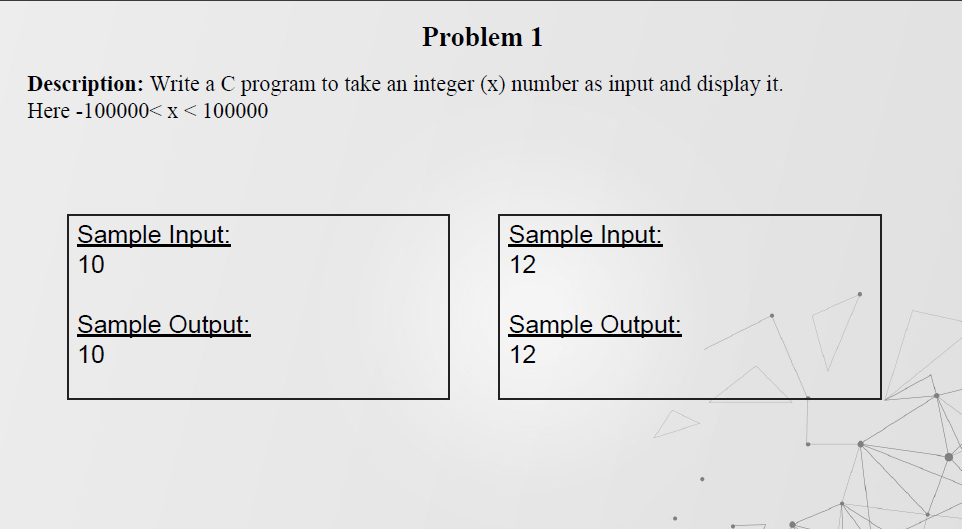 Problem 1
Description: Write a C program to take an integer (x) number as input and display it.
Here -100000< x < 100000
Sample Input:
10
Sample Output:
10
Sample Input:
12
Sample Output:
12